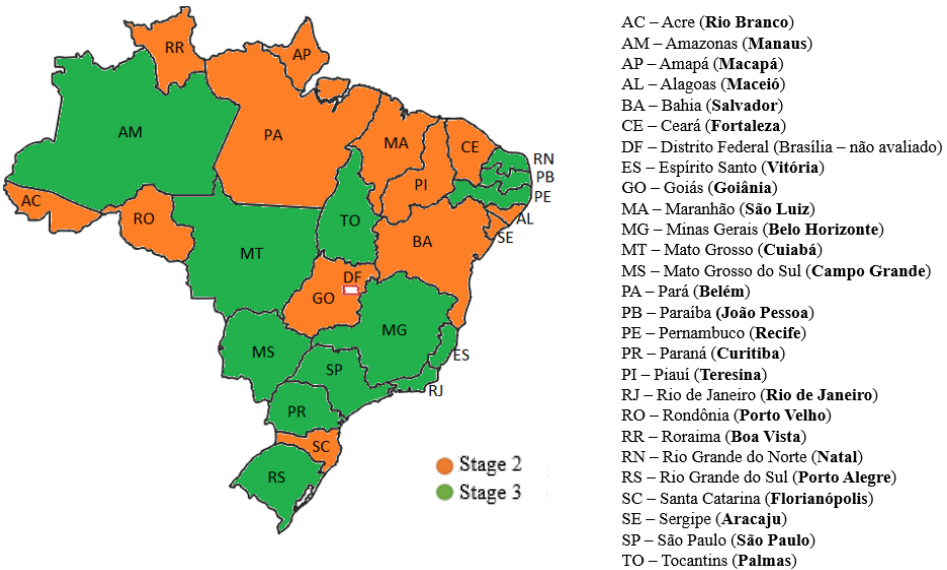 RR
AP
AM
PA
MA
CE
RN
PB
PE
PI
AC
RO
TO
AL
SE
BA
MT
DF
GO
MG
MS
ES
SP
RJ
PR
SC
RS
Stage 2
Stage 3
AC – Acre (Rio Branco)
AM – Amazonas (Manaus)
AP – Amapá (Macapá)
AL – Alagoas (Maceió)
BA – Bahia (Salvador)
CE – Ceará (Fortaleza)
DF – Distrito Federal (Brasília – não avaliado)
ES – Espírito Santo (Vitória)
GO – Goiás (Goiânia)
MA – Maranhão (São Luiz)
MG – Minas Gerais (Belo Horizonte)
MT – Mato Grosso (Cuiabá)
MS – Mato Grosso do Sul (Campo Grande)
PA – Pará (Belém)
PB – Paraíba (João Pessoa)
PE – Pernambuco (Recife)
PR – Paraná (Curitiba)
PI – Piauí (Teresina)
RJ – Rio de Janeiro (Rio de Janeiro)
RO – Rondônia (Porto Velho)
RR – Roraima (Boa Vista)
RN – Rio Grande do Norte (Natal)
RS – Rio Grande do Sul (Porto Alegre)
SC – Santa Catarina (Florianópolis)
SE – Sergipe (Aracaju)
SP – São Paulo (São Paulo)
TO – Tocantins (Palmas)